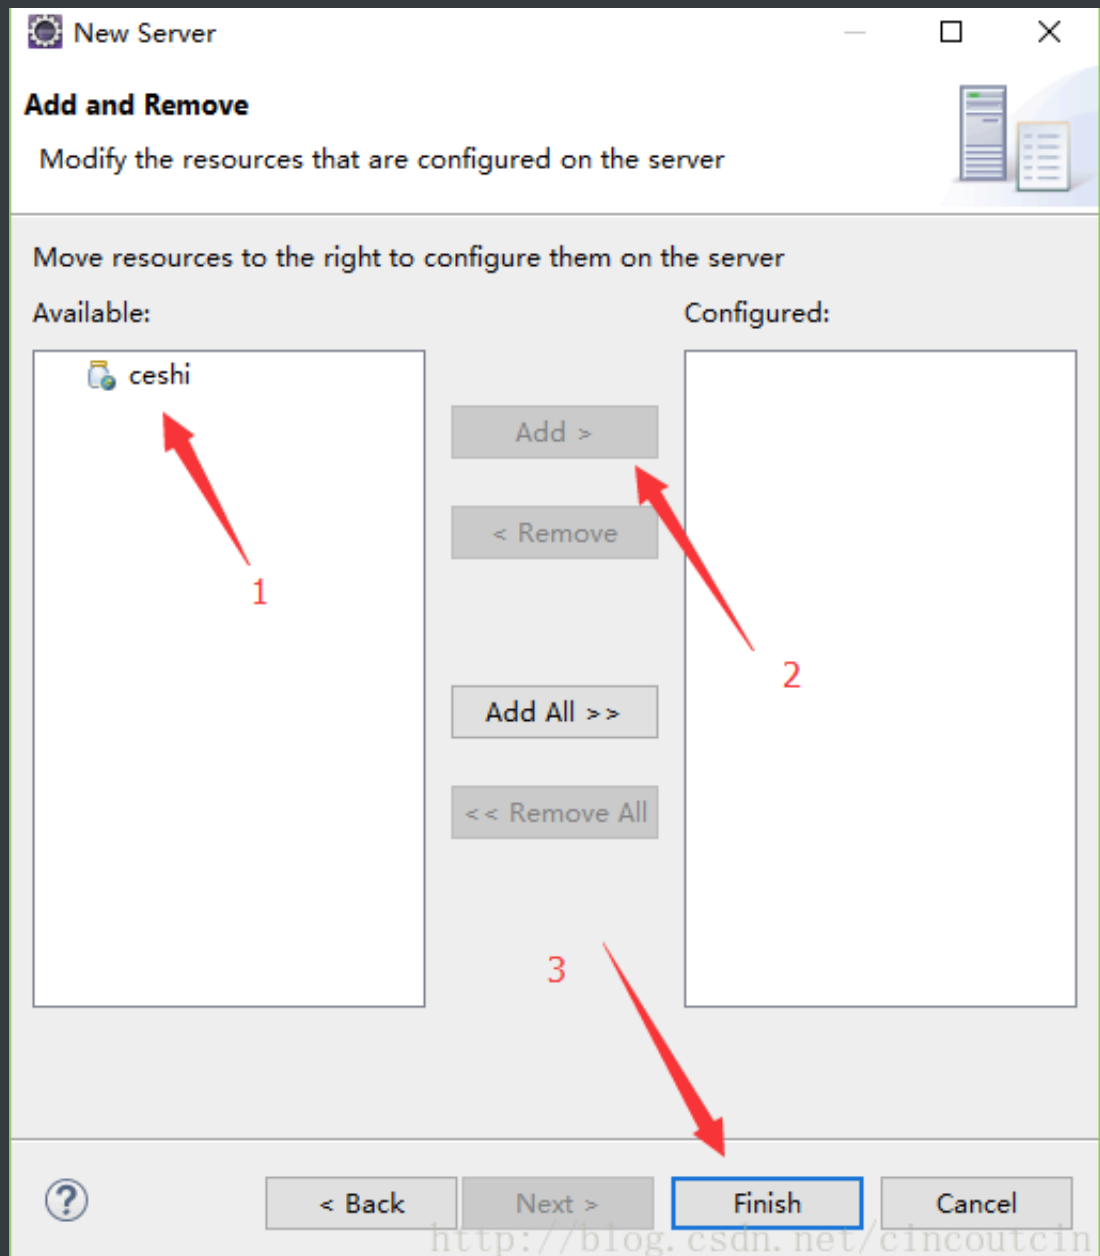 New Server
Add and Remove
Modify the resources that are configured on the server
Move resources to the right to configure them on the server
Available:
Configured:
ceshi
Add >
< Remove
1
2
Add All >>
<< Remove All
3
?
< Back
Next >
Finish
Cancel
http://blog.csdn.net/cincoutcin